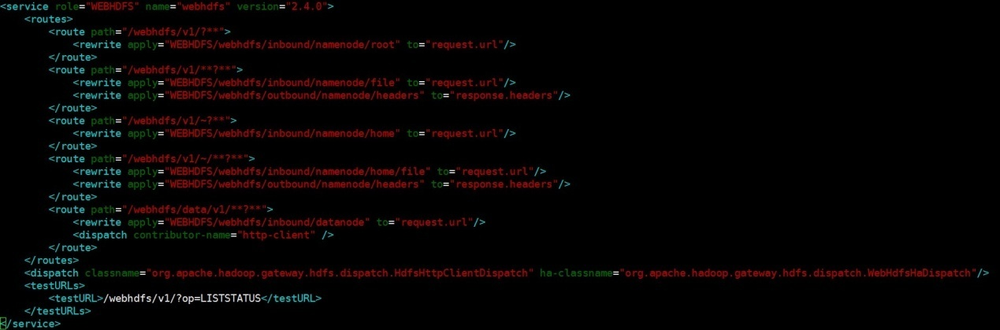 <service role="WEBHDFS" name="webhdfs" version="2.4.0">
    <routes>
        <route path="/webhdfs/v1/?**">
            <rewrite apply="WEBHDFS/webhdfs/inbound/namenode/root" to="request.url"/>
        </route>
        <route path="/webhdfs/v1/**?**">
            <rewrite apply="WEBHDFS/webhdfs/inbound/namenode/file" to="request.url"/>
            <rewrite apply="WEBHDFS/webhdfs/outbound/namenode/headers" to="response.headers"/>
        </route>
        <route path="/webhdfs/v1/~?**">
            <rewrite apply="WEBHDFS/webhdfs/inbound/namenode/home" to="request.url"/>
        </route>
        <route path="/webhdfs/v1/~/**?**">
            <rewrite apply="WEBHDFS/webhdfs/inbound/namenode/home/file" to="request.url"/>
            <rewrite apply="WEBHDFS/webhdfs/outbound/namenode/headers" to="response.headers"/>
        </route>
        <route path="/webhdfs/data/v1/**?**">
            <rewrite apply="WEBHDFS/webhdfs/inbound/datanode" to="request.url"/>
            <dispatch contributor-name="http-client" />
        </route>
    </routes>
    <dispatch classname="org.apache.hadoop.gateway.hdfs.dispatch.HdfsHttpClientDispatch" ha-classname="org.apache.hadoop.gateway.hdfs.dispatch.WebHdfsHaDispatch"/>
    <testURLs>
        <testURL>/webhdfs/v1/?op=LISTSTATUS</testURL>
    </testURLs>
</service>